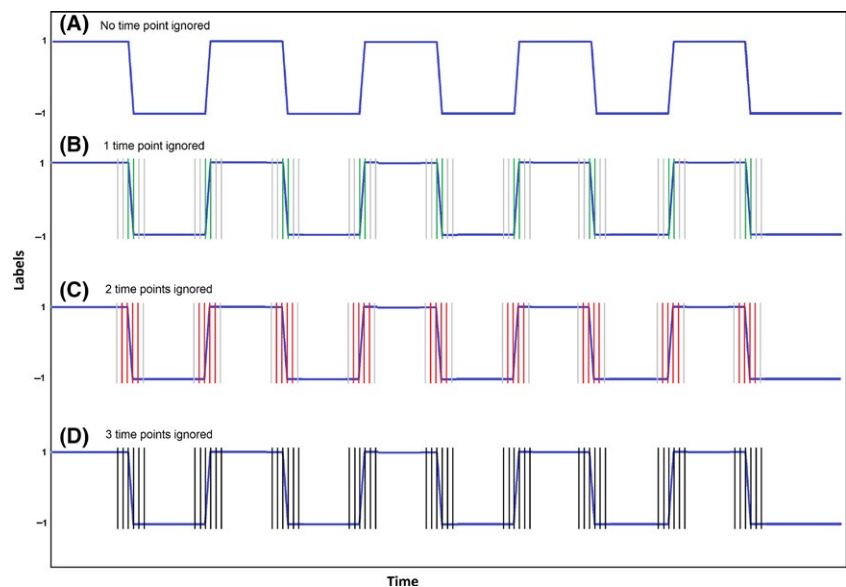 (A) No time point ignored
1
–1
(B) 1 time point ignored
1
–1
Labels
(C) 2 time points ignored
1
–1
(D) 3 time points ignored
1
–1
Time